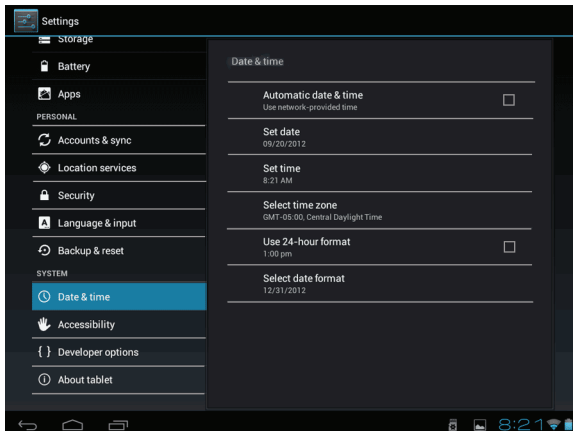 Settings
Storage
Battery
Apps
PERSONAL
Accounts & sync
Location services
Security
A Language & input
Backup & reset
SYSTEM
Date & time
Accessibility
{ } Developer options
About tablet
Date & time
Automatic date & time
Use network-provided time
Set date
09/20/2012
Set time
8:21 AM
Select time zone
GMT-05:00, Central Daylight Time
Use 24-hour format
1:00 pm
Select date format
12/31/2012
8:21